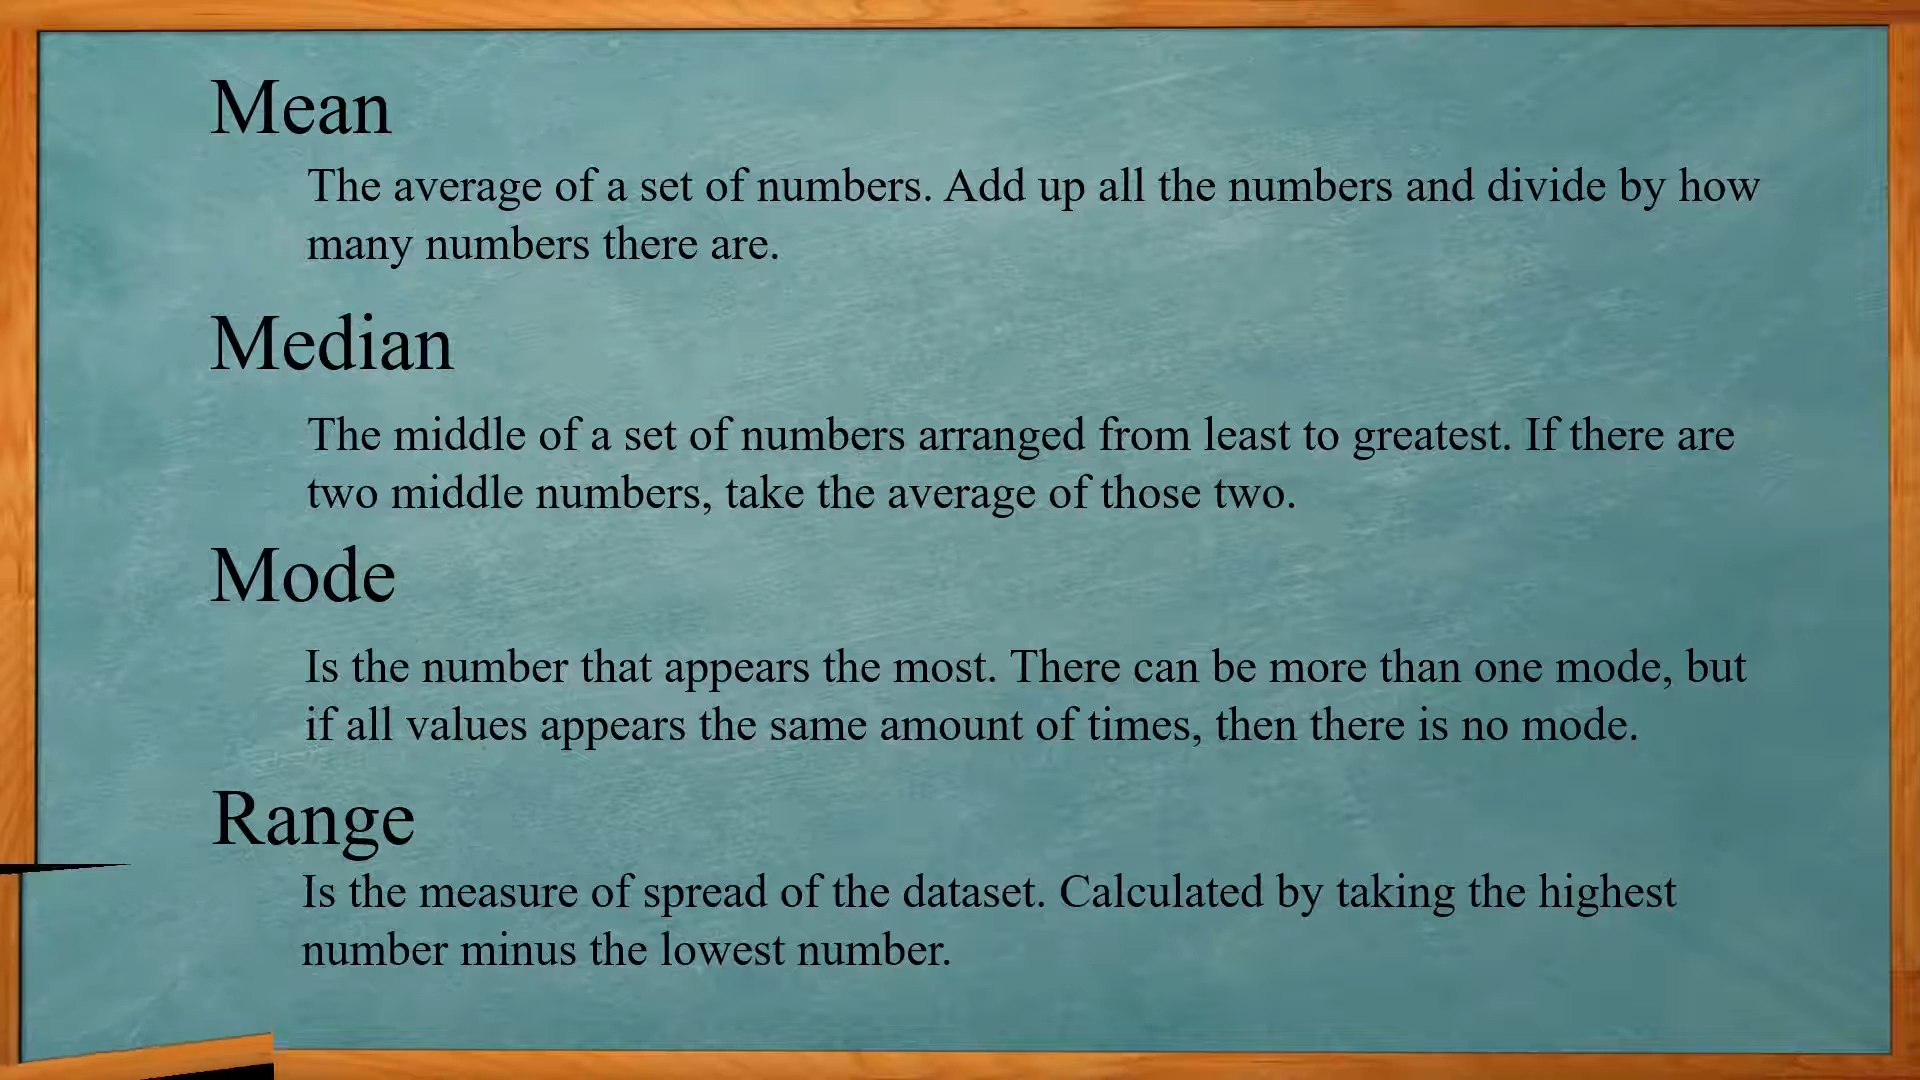 Mean
The average of a set of numbers. Add up all the numbers and divide by how
many numbers there are.
Median
The middle of a set of numbers arranged from least to greatest. If there are
two middle numbers, take the average of those two.
Mode
Is the number that appears the most. There can be more than one mode, but
if all values appears the same amount of times, then there is no mode.
Range
Is the measure of spread of the dataset. Calculated by taking the highest
number minus the lowest number.